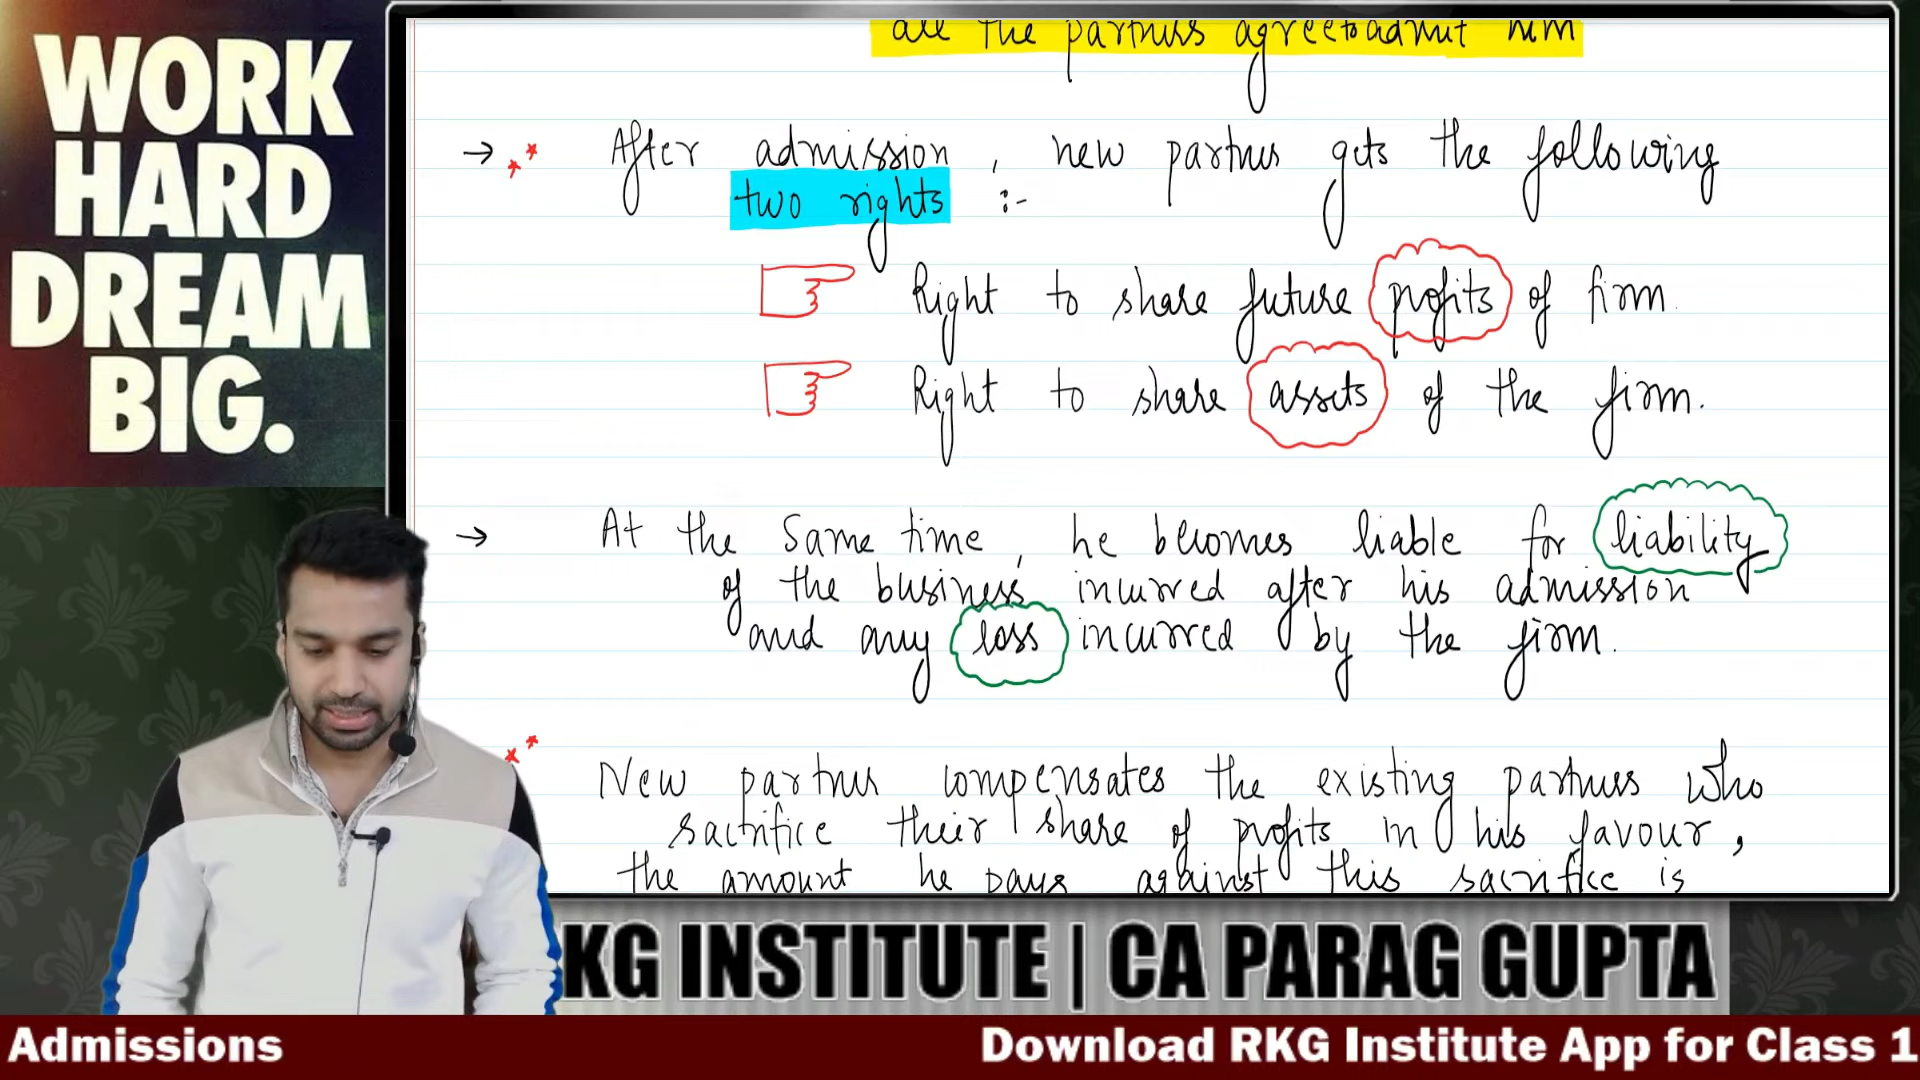 WORK
HARD
DREAM
BIG.
all the partners agree to admit him
→ ** After admission, new partner gets the following
two rights :-
Right to share future profits of firm.
Right to share assets of the firm.
→ At the same time, he becomes liable for liability
of the business incurred after his admission
and any loss incurred by the firm.
** New partner compensates the existing partners who
sacrifice their share of profits in his favour,
the amount he pays against this sacrifice is
KG INSTITUTE | CA PARAG GUPTA
Admissions
Download RKG Institute App for Class 1